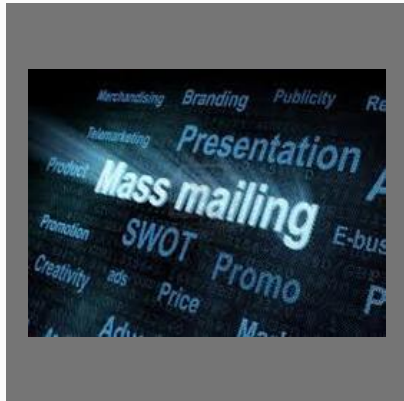 Merchandising Branding Publicity
Telemarketing Presentation
Product Mass mailing
Promotion SWOT E-bus
Creativity ads Price Promo